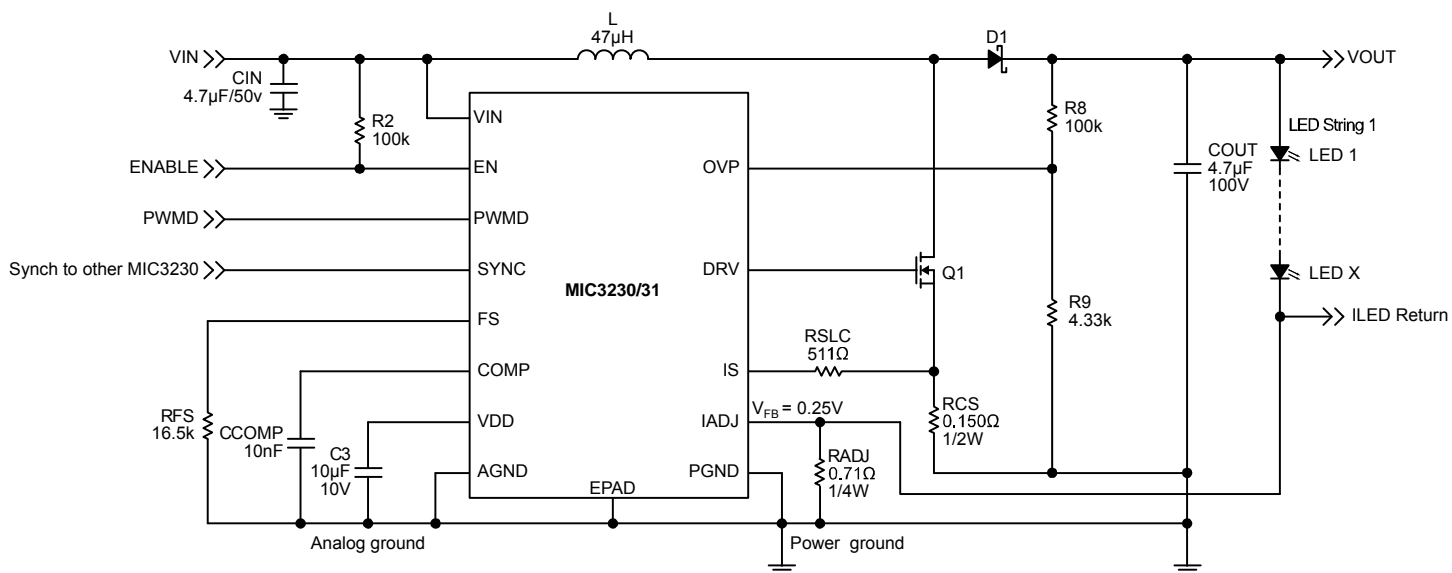 L
47µH
D1
VIN
VOUT
CIN
4.7µF/50v
R2
100k
VIN
R8
100k
LED String 1
COUT
4.7µF
100V
LED 1
ENABLE
EN
OVP
PWMD
PWMD
Synch to other MIC3230
SYNC
DRV
Q1
LED X
MIC3230/31
R9
4.33k
FS
ILED Return
RSLC
511Ω
COMP
IS
RFS
16.5k
CCOMP
10nF
VDD
VFB = 0.25V
IADJ
RCS
0.150Ω
1/2W
C3
10µF
10V
AGND
PGND
RADJ
0.71Ω
1/4W
EPAD
Analog ground
Power ground